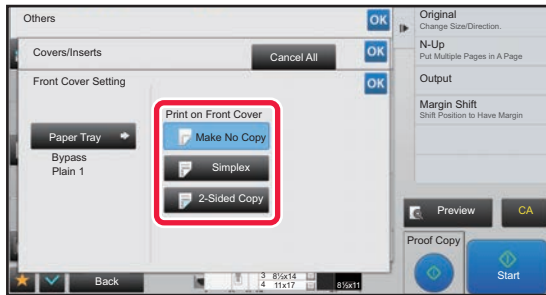 Others
OK
Covers/Inserts
Cancel All
OK
Front Cover Setting
OK
Paper Tray
Bypass
Plain 1
Print on Front Cover
Make No Copy
Simplex
2-Sided Copy
Back
3 8½x14
4 11x17
8½x11
Original
Change Size/Direction.
N-Up
Put Multiple Pages in A Page
Output
Margin Shift
Shift Position to Have Margin
Preview
CA
Proof Copy
Start